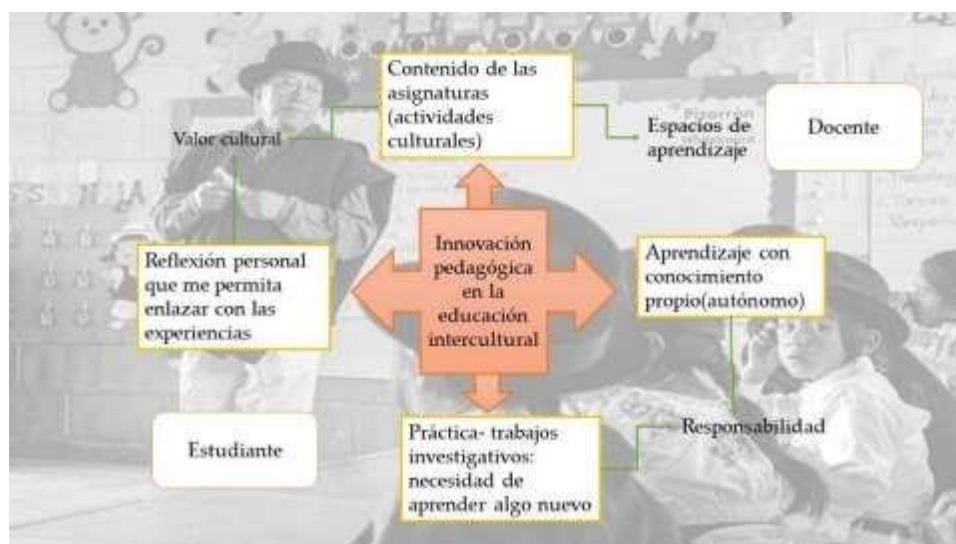 Contenido de las
asignaturas
(actividades
culturales)
Valor cultural
Espacios de
aprendizaje
Docente
Innovación
pedagógica
en la
educación
intercultural
Reflexión personal
que me permita
enlazar con las
experiencias
Aprendizaje con
conocimiento
propio(autónomo)
Estudiante
Práctica- trabajos
investigativos:
necesidad de
aprender algo nuevo
Responsabilidad